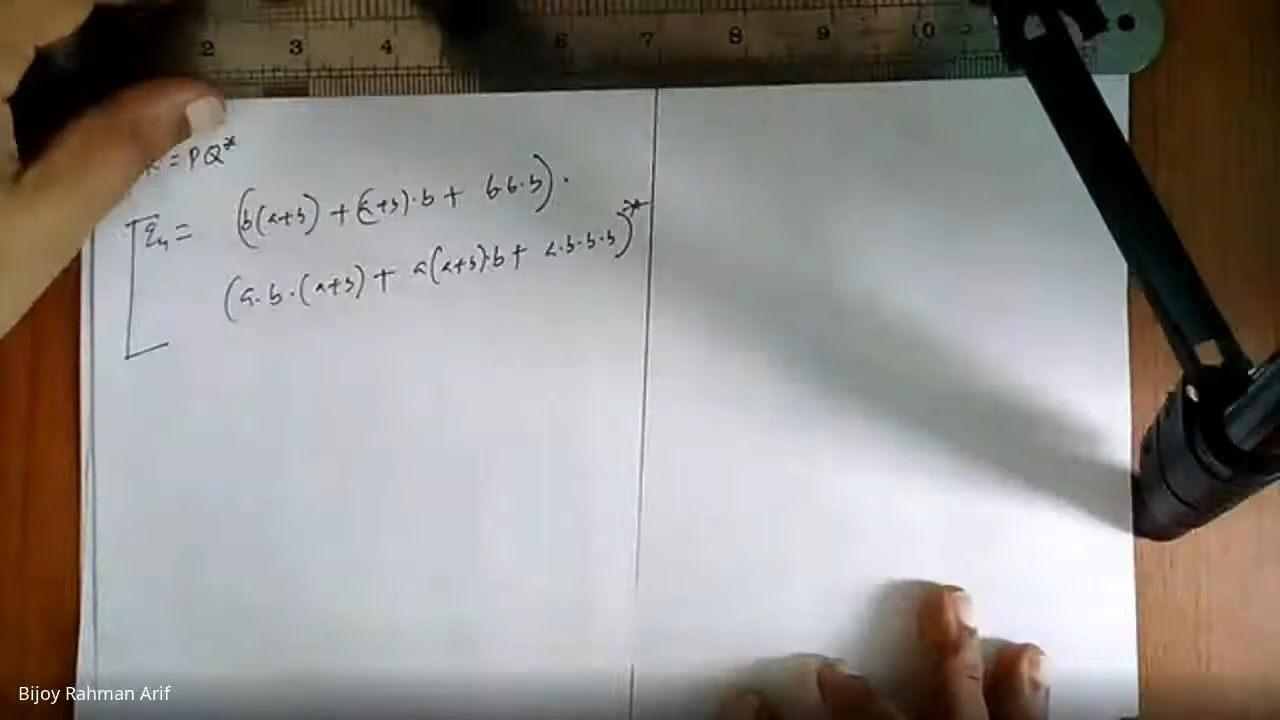 2 3 4 6 7 8 9 10
R = PQ*
q₄ = (b(a+b) + (a+b)·b + b·b·b) ·
(a·b·(a+b) + a(a+b)·b + a·b·b·b)*
Bijoy Rahman Arif